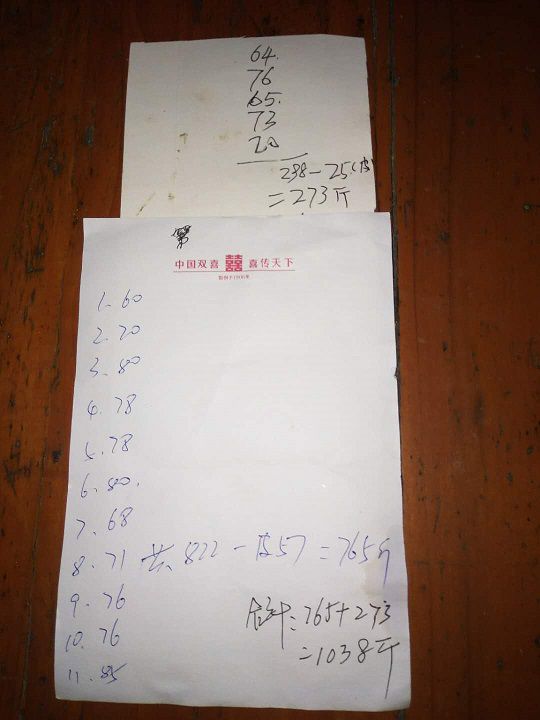 64.
76
65.
73
20
298-25(皮)
=273斤
中国双喜 囍 喜传天下
1.60
2.70
3.80
4.78
5.78
6.80.
7.68
8.71 共822-皮57=765斤
9.76
合计:765+273
10.76
=1038斤
11.85